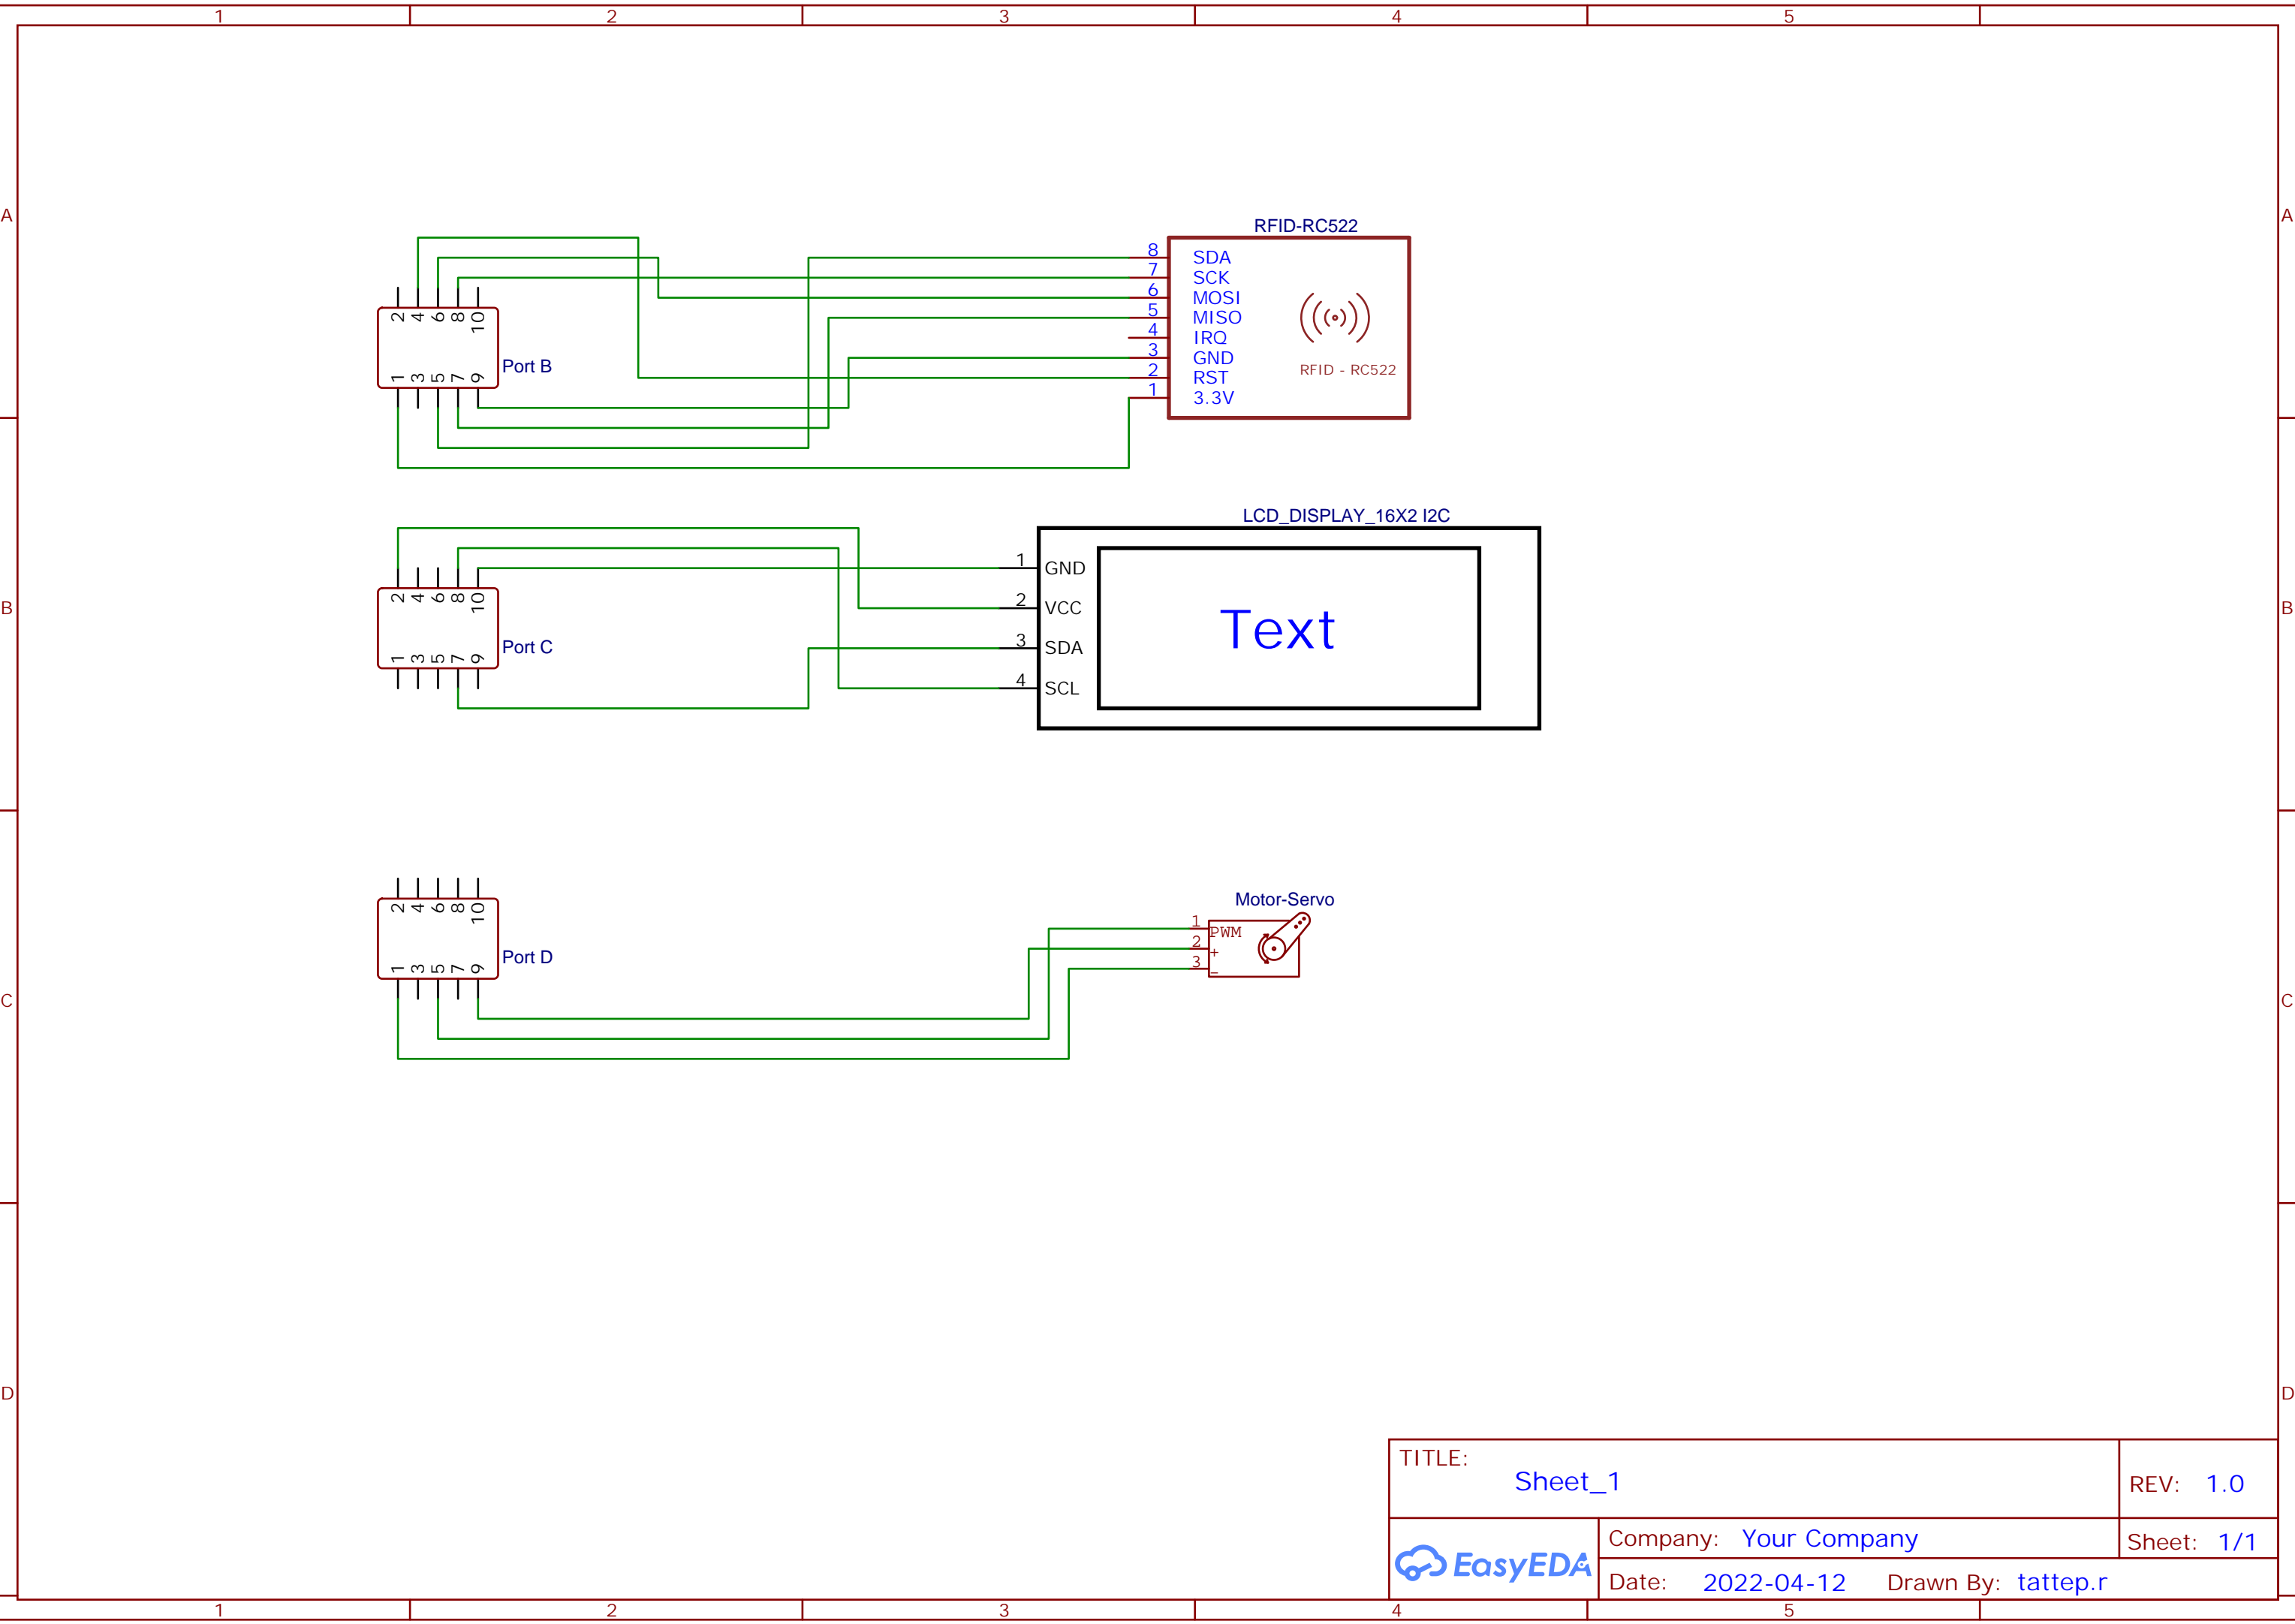 1 2 3 4 5
A A
RFID-RC522
8 SDA
7 SCK
6 MOSI
5 MISO
4 IRQ
3 GND
2 RST
1 3.3V
RFID - RC522
2 4 6 8 10
1 3 5 7 9
Port B
LCD_DISPLAY_16X2 I2C
1 GND
2 VCC
3 SDA
4 SCL
Text
B B
2 4 6 8 10
1 3 5 7 9
Port C
Motor-Servo
1 PWM
2 +
3 -
2 4 6 8 10
1 3 5 7 9
Port D
C C
D D
TITLE:
Sheet_1
REV: 1.0
EasyEDA
Company: Your Company
Sheet: 1/1
Date: 2022-04-12 Drawn By: tattep.r
1 2 3 4 5